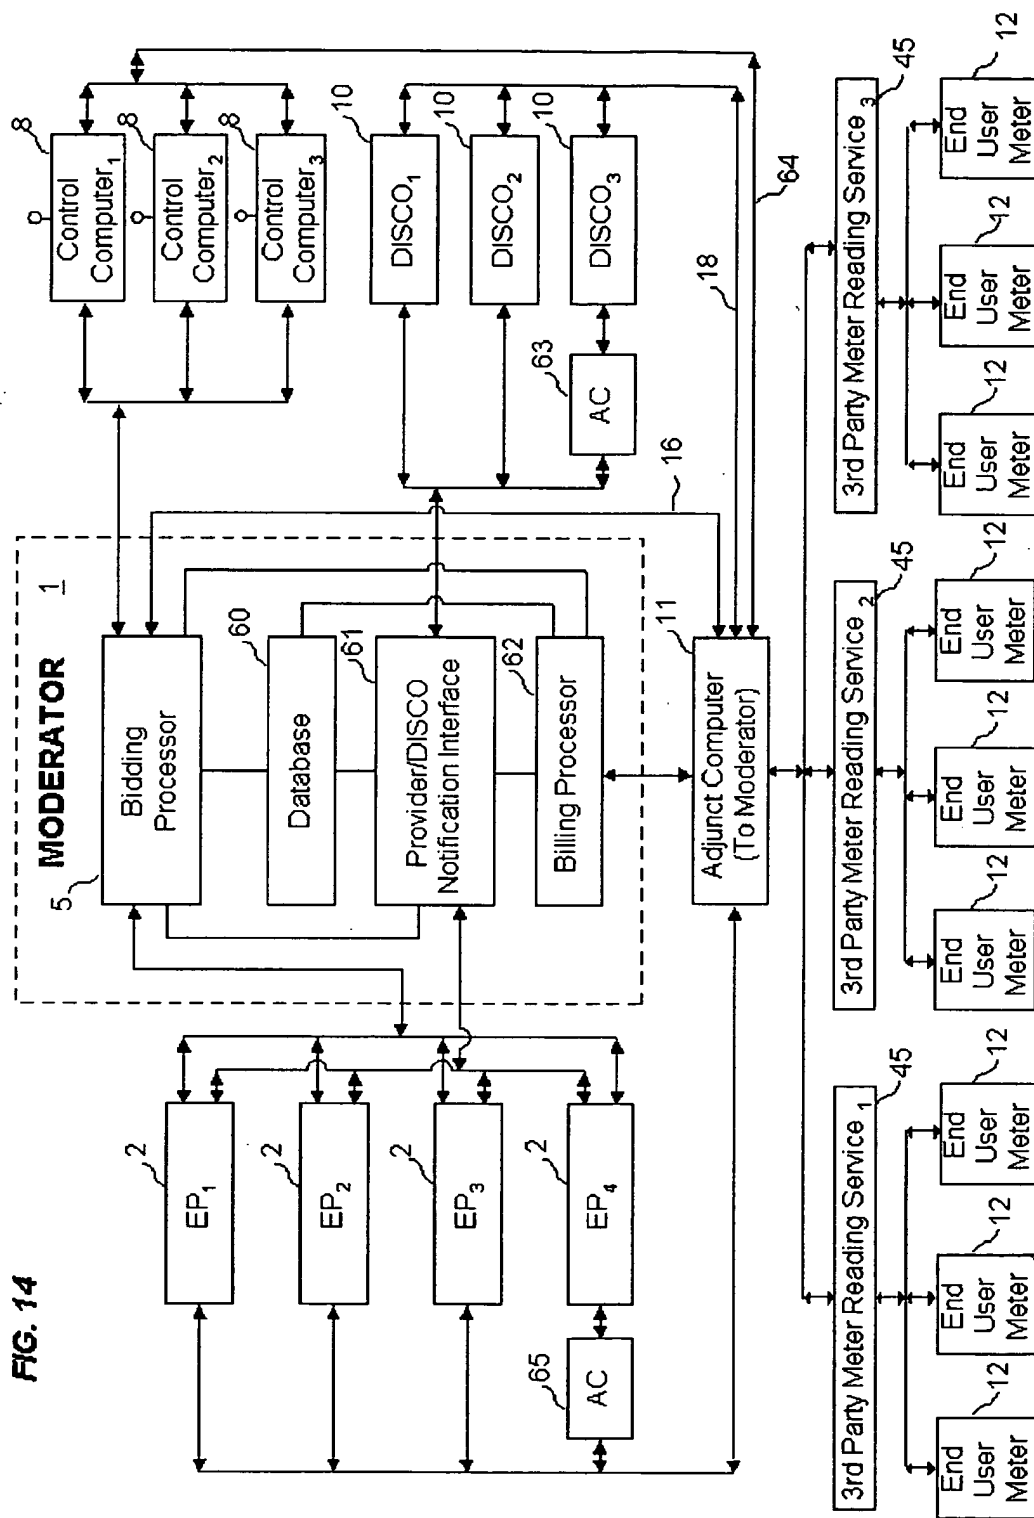 FIG. 14
MODERATOR
1
5
Bidding
Processor
60
Database
61
Provider/DISCO
Notification Interface
62
Billing Processor
2
EP1
2
EP2
2
EP3
2
EP4
65
AC
8
Control
Computer1
8
Control
Computer2
8
Control
Computer3
10
DISCO1
10
DISCO2
10
DISCO3
63
AC
16
18
64
11
Adjunct Computer
(To Moderator)
45
3rd Party Meter Reading Service1
45
3rd Party Meter Reading Service2
45
3rd Party Meter Reading Service3
12
End
User
Meter
12
End
User
Meter
12
End
User
Meter
12
End
User
Meter
12
End
User
Meter
12
End
User
Meter
12
End
User
Meter
12
End
User
Meter
12
End
User
Meter